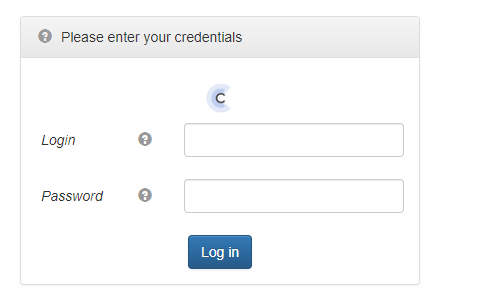 Please enter your credentials
C
Login
Password
Log in